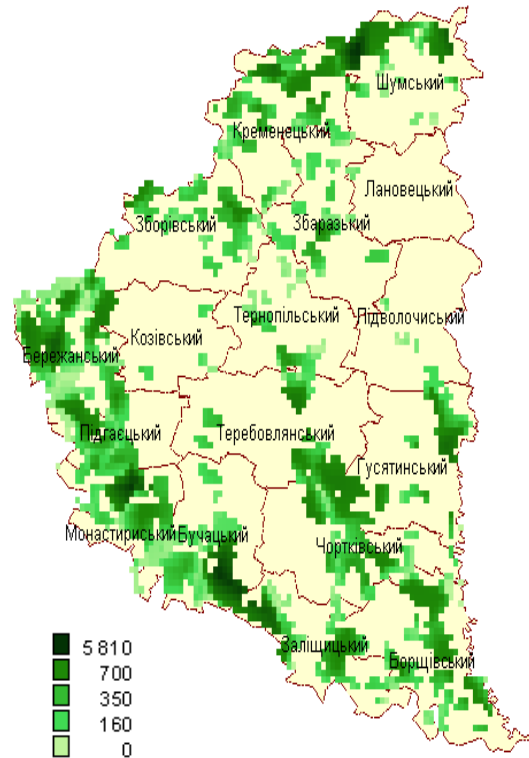 Шумський
Кременецький
Лановецький
Зборівський
Збаразький
Тернопільський
Підволочиський
Козівський
Бережанський
Підгаєцький
Теребовлянський
Гусятинський
Монастириський
Бучацький
Чортківський
Заліщицький
Борщівський
5 810
700
350
160
0